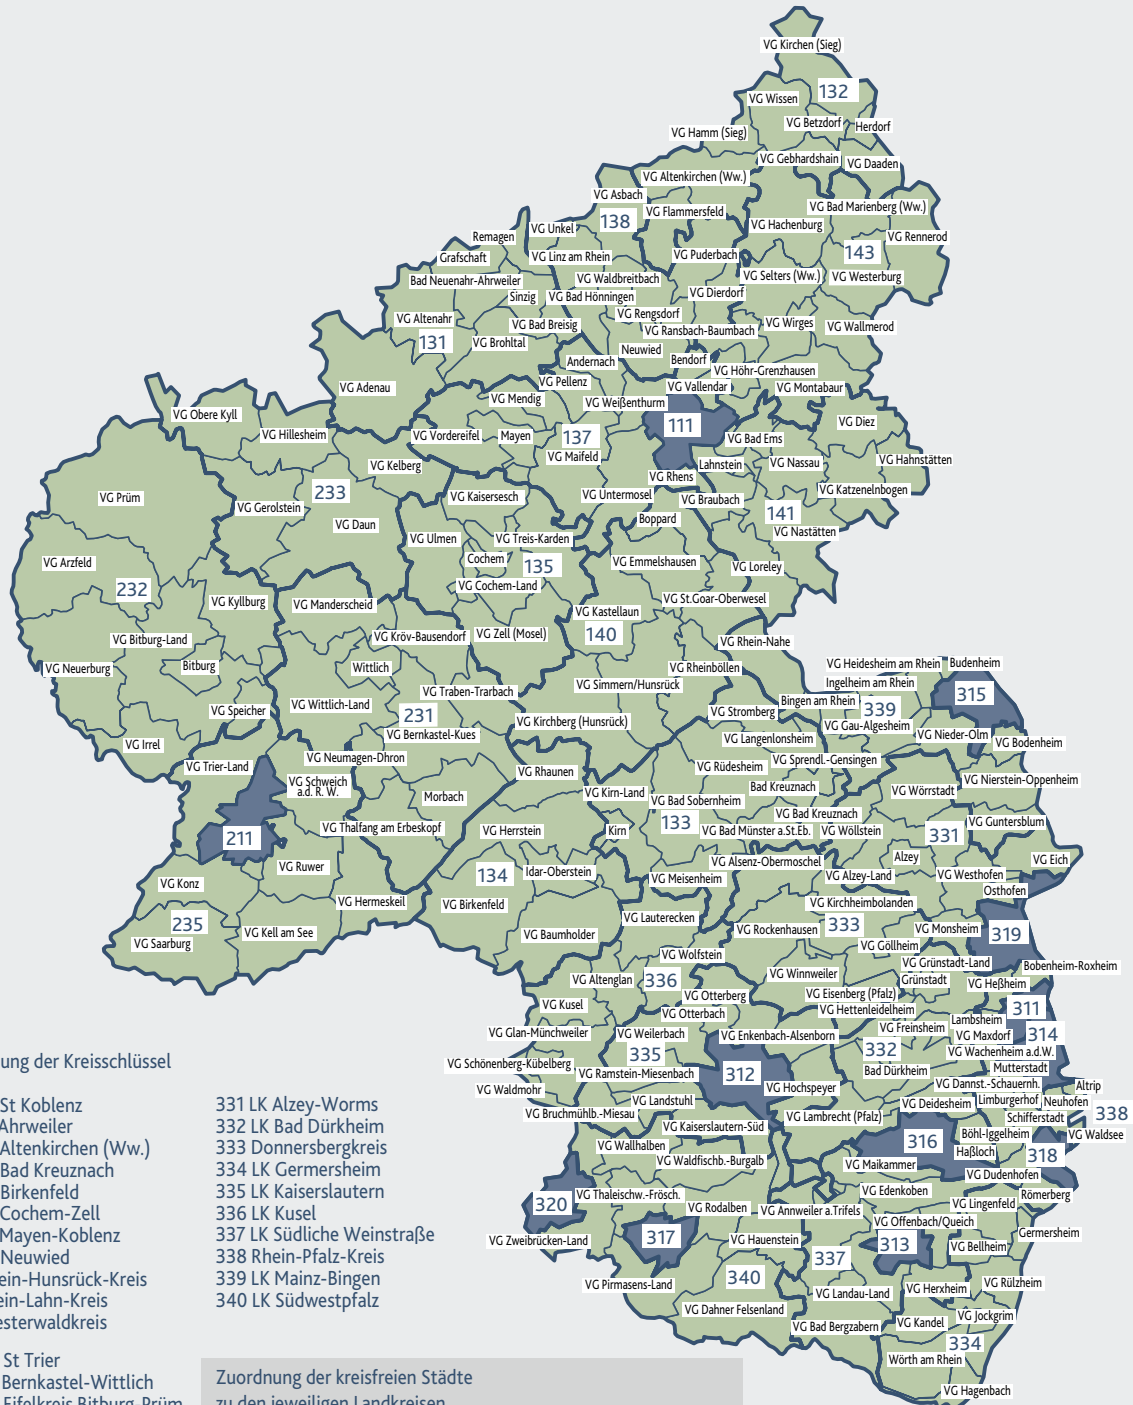 VG Kirchen (Sieg)
132
VG Wissen
VG Betzdorf
Herdorf
VG Hamm (Sieg)
VG Gebhardshain
VG Daaden
VG Altenkirchen (Ww.)
VG Asbach
VG Flammersfeld
VG Bad Marienberg (Ww.)
138
VG Unkel
VG Hachenburg
Remagen
VG Rennerod
143
Grafschaft
VG Linz am Rhein
VG Puderbach
Bad Neuenahr-Ahrweiler
VG Waldbreitbach
VG Selters (Ww.)
VG Westerburg
Sinzig
VG Bad Hönningen
VG Dierdorf
VG Altenahr
VG Bad Breisig
VG Rengsdorf
VG Ransbach-Baumbach
VG Wirges
VG Wallmerod
131
VG Brohltal
Neuwied
Andernach
Bendorf
VG Höhr-Grenzhausen
VG Adenau
VG Pellenz
VG Vallendar
VG Montabaur
VG Mendig
VG Weißenthurm
VG Obere Kyll
111
VG Diez
VG Hillesheim
VG Vordereifel
Mayen
137
VG Bad Ems
VG Maifeld
VG Kelberg
Lahnstein
VG Nassau
VG Hahnstätten
VG Rhens
233
VG Prüm
VG Kaisersesch
VG Untermosel
VG Braubach
VG Katzenelnbogen
VG Gerolstein
141
VG Daun
Boppard
VG Nastätten
VG Ulmen
VG Treis-Karden
VG Arzfeld
Cochem
135
VG Emmelshausen
VG Loreley
232
VG Cochem-Land
VG Kyllburg
VG Manderscheid
VG St.Goar-Oberwesel
VG Kastellaun
VG Bitburg-Land
VG Kröv-Bausendorf
VG Zell (Mosel)
140
VG Rhein-Nahe
VG Neuerburg
Bitburg
Wittlich
VG Rheinböllen
VG Heidesheim am Rhein
Budenheim
VG Simmern/Hunsrück
Ingelheim am Rhein
315
VG Traben-Trarbach
VG Speicher
VG Wittlich-Land
231
VG Stromberg
Bingen am Rhein
339
VG Kirchberg (Hunsrück)
VG Gau-Algesheim
VG Bernkastel-Kues
VG Langenlonsheim
VG Nieder-Olm
VG Bodenheim
VG Irrel
VG Neumagen-Dhron
VG Trier-Land
VG Rhaunen
VG Rüdesheim
VG Sprendl.-Gensingen
VG Schweich
a.d. R. W.
VG Nierstein-Oppenheim
Morbach
VG Kirn-Land
VG Bad Sobernheim
Bad Kreuznach
VG Wörrstadt
VG Bad Kreuznach
VG Guntersblum
133
VG Thalfang am Erbeskopf
VG Herrstein
Kirn
VG Bad Münster a.St.Eb.
VG Wöllstein
331
211
VG Alsenz-Obermoschel
Alzey
VG Eich
VG Ruwer
134
Idar-Oberstein
VG Meisenheim
VG Alzey-Land
VG Westhofen
VG Konz
Osthofen
VG Hermeskeil
VG Birkenfeld
VG Kirchheimbolanden
VG Lauterecken
235
VG Rockenhausen
333
VG Monsheim
319
VG Kell am See
VG Baumholder
VG Saarburg
VG Göllheim
VG Wolfstein
VG Grünstadt-Land
Bobenheim-Roxheim
VG Altenglan
336
VG Winnweiler
Grünstadt
VG Heßheim
VG Otterberg
VG Eisenberg (Pfalz)
VG Kusel
VG Otterbach
VG Hettenleidelheim
311
Lambsheim
VG Glan-Münchweiler
VG Weilerbach
VG Enkenbach-Alsenborn
VG Freinsheim
VG Maxdorf
314
335
332
VG Wachenheim a.d.W.
VG Schönenberg-Kübelberg
VG Ramstein-Miesenbach
312
Bad Dürkheim
Mutterstadt
VG Waldmohr
VG Hochspeyer
VG Dannst.-Schauernh.
Altrip
VG Landstuhl
VG Deidesheim
Limburgerhof
Neuhofen
VG Bruchmühlb.-Miesau
VG Lambrecht (Pfalz)
Schifferstadt
338
VG Kaiserslautern-Süd
Böhl-Iggelheim
VG Waldsee
VG Wallhalben
316
Haßloch
318
VG Waldfischb.-Burgalb
VG Maikammer
VG Dudenhofen
VG Edenkoben
320
VG Thaleischw.-Frösch.
Römerberg
VG Rodalben
VG Annweiler a.Trifels
VG Lingenfeld
VG Offenbach/Queich
Germersheim
VG Zweibrücken-Land
317
VG Hauenstein
313
VG Bellheim
337
VG Pirmasens-Land
340
VG Herxheim
VG Rülzheim
VG Landau-Land
VG Dahner Felsenland
VG Jockgrim
VG Bad Bergzabern
VG Kandel
334
Wörth am Rhein
VG Hagenbach
ung der Kreisschlüssel
St Koblenz
Ahrweiler
Altenkirchen (Ww.)
Bad Kreuznach
Birkenfeld
Cochem-Zell
Mayen-Koblenz
Neuwied
ein-Hunsrück-Kreis
ein-Lahn-Kreis
esterwaldkreis
St Trier
Bernkastel-Wittlich
Eifelkreis Bitburg-Prüm
331 LK Alzey-Worms
332 LK Bad Dürkheim
333 Donnersbergkreis
334 LK Germersheim
335 LK Kaiserslautern
336 LK Kusel
337 LK Südliche Weinstraße
338 Rhein-Pfalz-Kreis
339 LK Mainz-Bingen
340 LK Südwestpfalz
Zuordnung der kreisfreien Städte
zu den jeweiligen Landkreisen